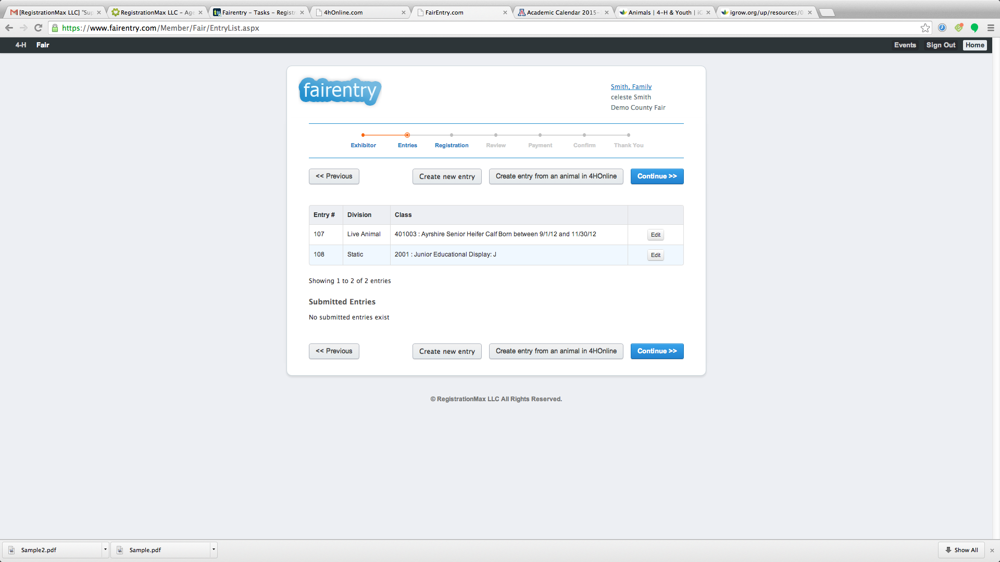 [RegistrationMax LLC] "Sup
RegistrationMax LLC – Age
Fairentry – Tasks – Registr
4hOnline.com
FairEntry.com
Academic Calendar 2015–
Animals | 4-H & Youth | iG
igrow.org/up/resources/0
https://www.fairentry.com/Member/Fair/EntryList.aspx
4-H Fair Events Sign Out Home
fairentry
Smith, Family
celeste Smith
Demo County Fair
Exhibitor Entries Registration Review Payment Confirm Thank You
<< Previous Create new entry Create entry from an animal in 4HOnline Continue >>
Entry # Division Class
107 Live Animal 401003 : Ayrshire Senior Heifer Calf Born between 9/1/12 and 11/30/12 Edit
108 Static 2001 : Junior Educational Display: J Edit
Showing 1 to 2 of 2 entries
Submitted Entries
No submitted entries exist
<< Previous Create new entry Create entry from an animal in 4HOnline Continue >>
© RegistrationMax LLC All Rights Reserved.
Sample2.pdf Sample.pdf Show All